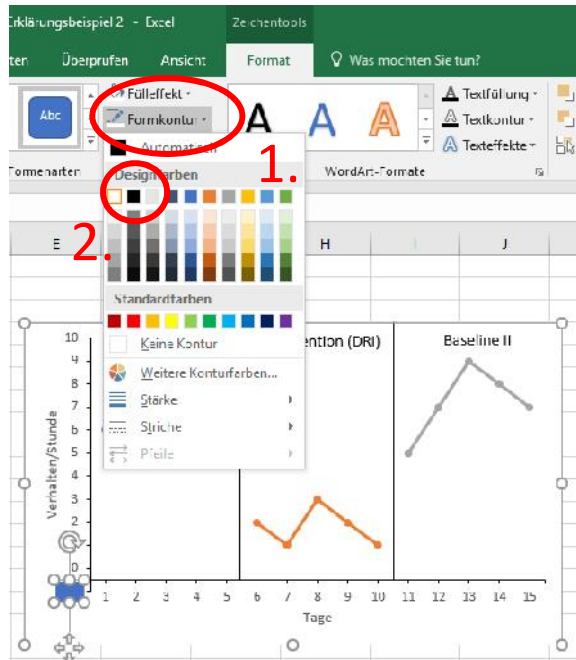 Erklärungsbeispiel 2 - Excel
Zeichentools
ten Überprufen Ansicht Format Was mochten Sie tun?
Abc
Fülleffekt
Formkontur
Textfüllung
Textkontur
Texteffekte
A A A
Formenarten
WordArt-Formate
Automatisch
Designfarben
1.
2.
E H I J
Standardfarben
Keine Kontur
Weitere Konturfarben...
Stärke
Striche
Pfeile
ention (DRI)
Baseline II
Verhalten/Stunde
10
9
8
7
6
5
4
3
2
1
0
1 2 3 4 5 6 7 8 9 10 11 12 13 14 15
Tage